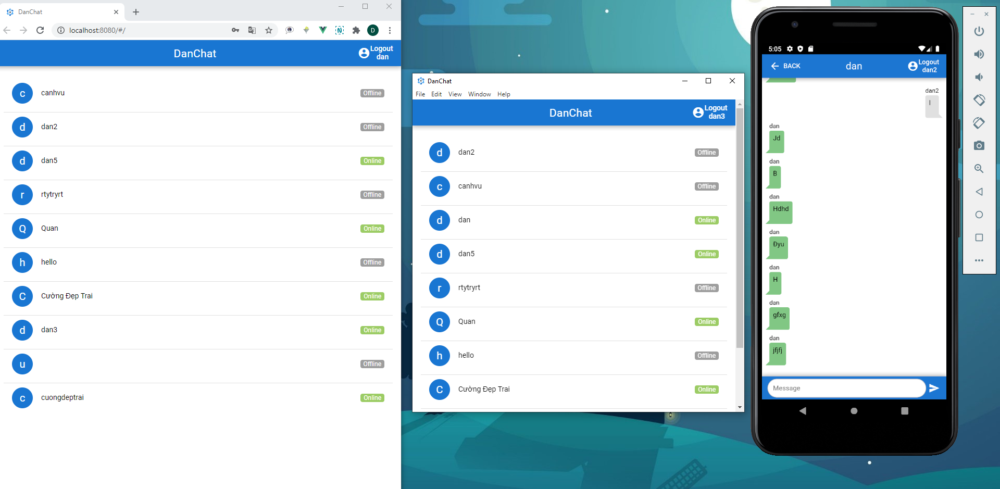 DanChat
localhost:8080/#/
D
DanChat
Logout
dan
c
canhvu
Offline
d
dan2
Offline
d
dan5
Online
r
rtytryrt
Offline
Q
Quan
Online
h
hello
Offline
C
Cường Đẹp Trai
Online
d
dan3
Online
u
Offline
c
cuongdeptrai
Online
DanChat
File Edit View Window Help
DanChat
Logout
dan3
d
dan2
Offline
c
canhvu
Offline
d
dan
Online
d
dan5
Online
r
rtytryrt
Offline
Q
Quan
Online
h
hello
Offline
C
Cường Đẹp Trai
Online
5:05
BACK
dan
Logout
dan2
dan2
l
dan
Jd
dan
B
dan
Hdhd
dan
Đyu
dan
H
dan
gfxg
dan
jfjfj
Message